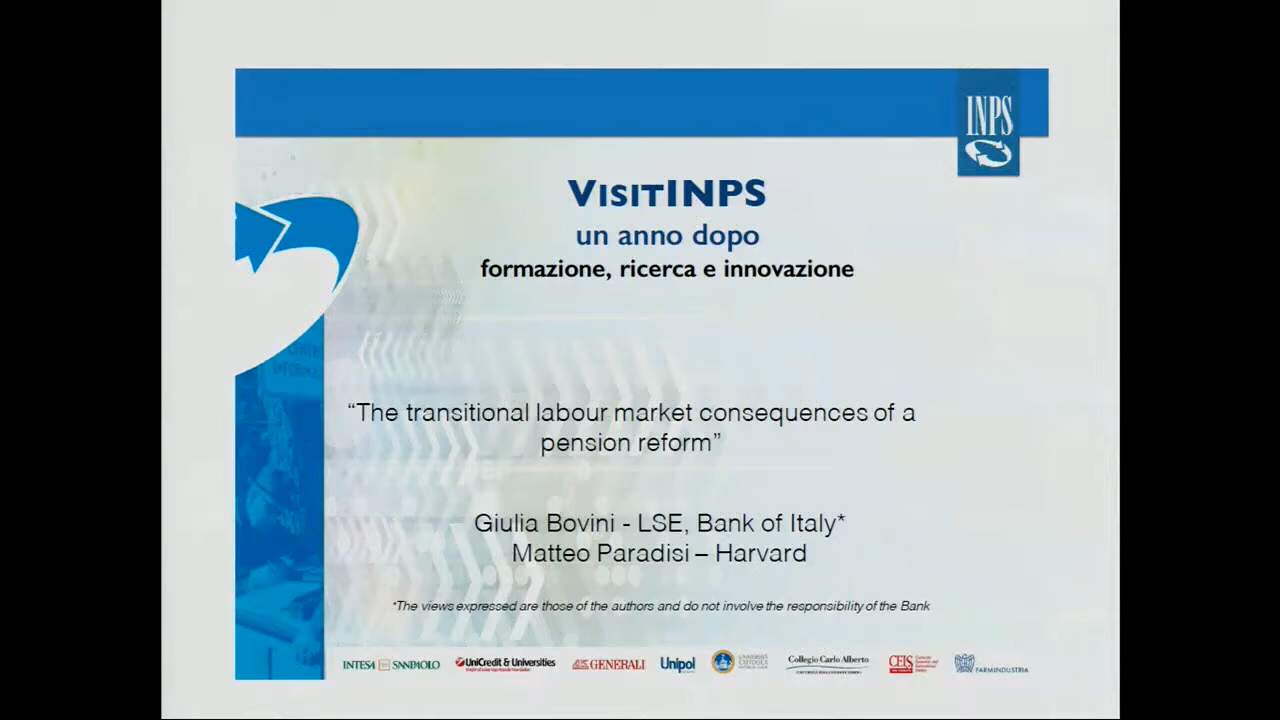 INPS
VISITINPS
un anno dopo
formazione, ricerca e innovazione
“The transitional labour market consequences of a
pension reform”
Giulia Bovini - LSE, Bank of Italy*
Matteo Paradisi – Harvard
*The views expressed are those of the authors and do not involve the responsibility of the Bank
INTESA SANPAOLO
UniCredit & Universities
GENERALI
Unipol
Collegio Carlo Alberto
CEIS
FARMINDUSTRIA